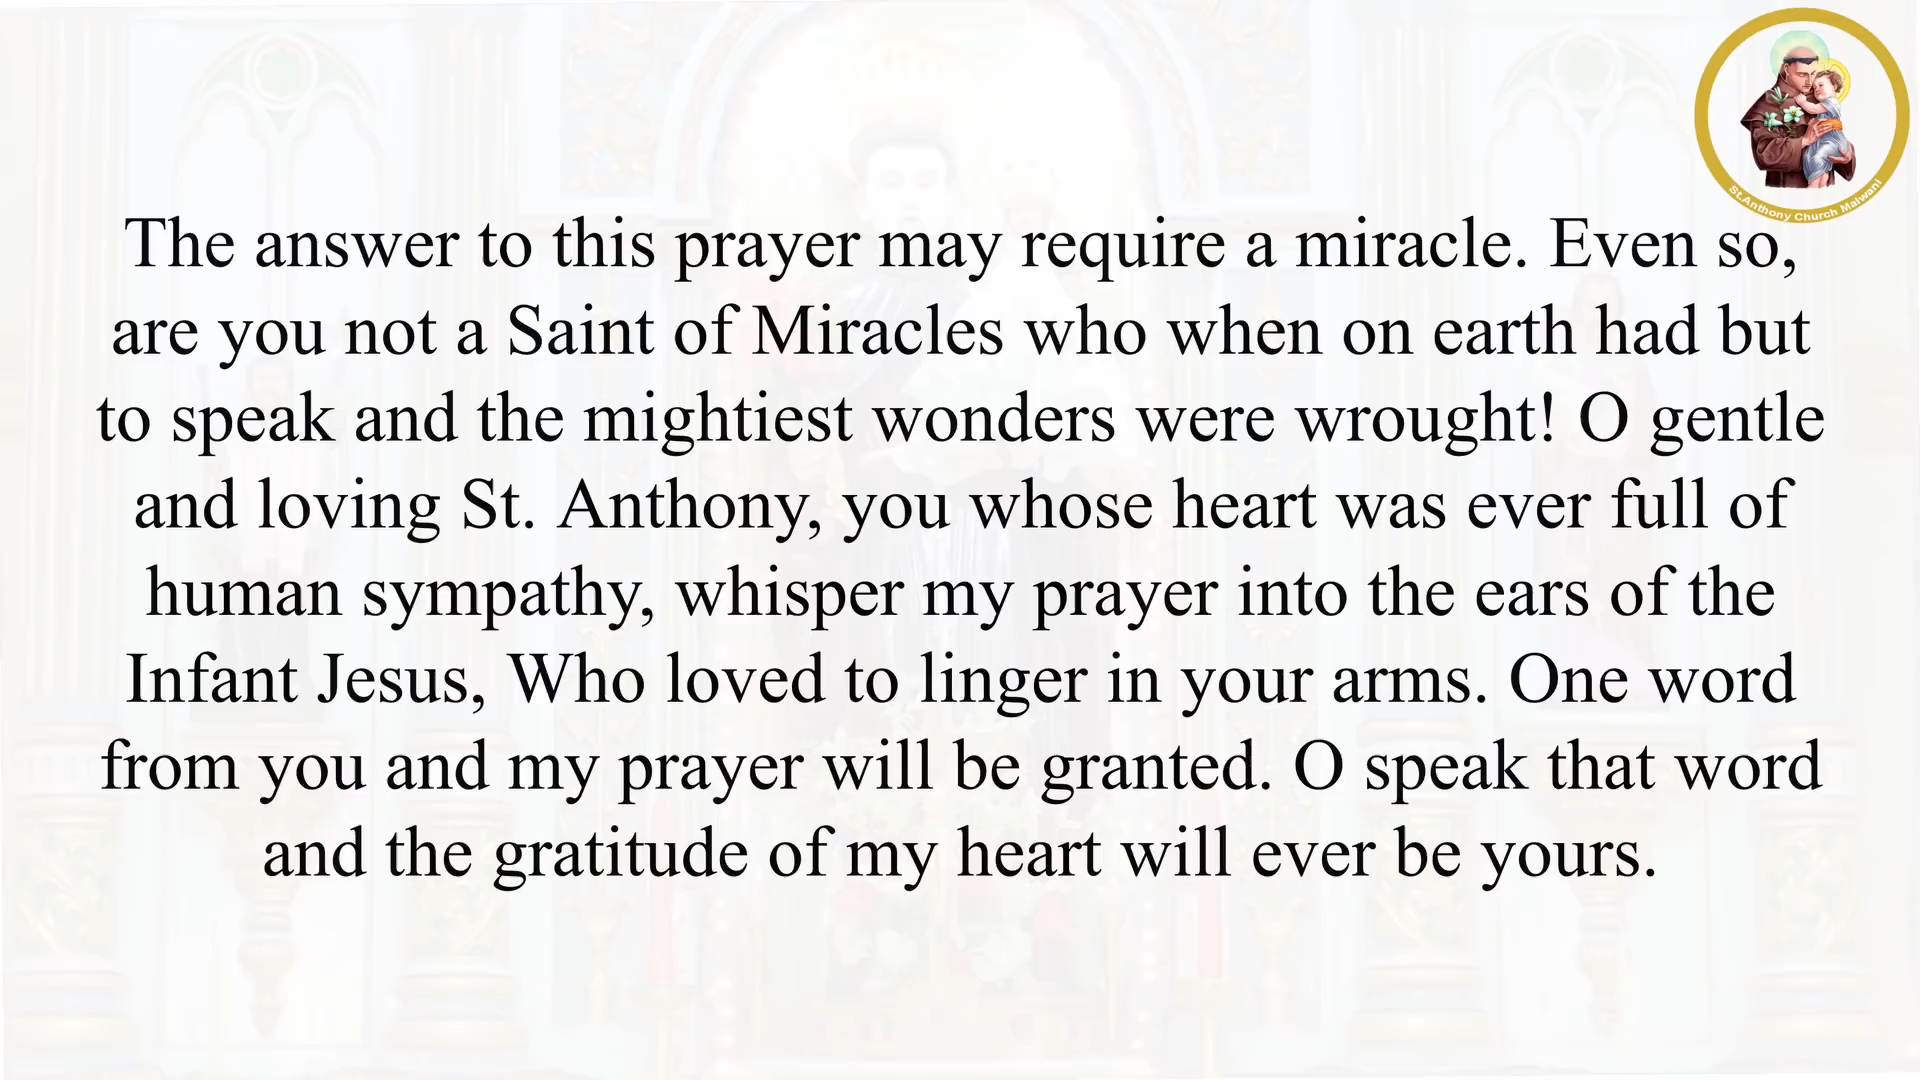 St.Anthony Church Malwani
The answer to this prayer may require a miracle. Even so,
are you not a Saint of Miracles who when on earth had but
to speak and the mightiest wonders were wrought! O gentle
and loving St. Anthony, you whose heart was ever full of
human sympathy, whisper my prayer into the ears of the
Infant Jesus, Who loved to linger in your arms. One word
from you and my prayer will be granted. O speak that word
and the gratitude of my heart will ever be yours.